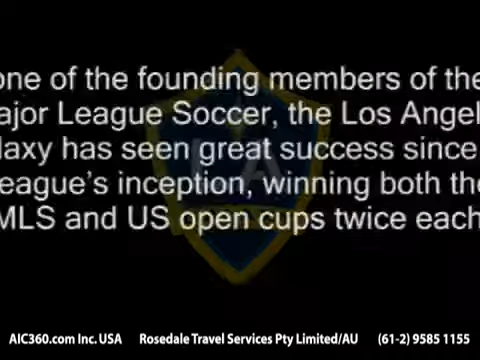 one of the founding members of the
ajor League Soccer, the Los Angel
laxy has seen great success since
eague's inception, winning both the
MLS and US open cups twice each
LA
AIC360.com Inc. USA Rosedale Travel Services Pty Limited/AU (61-2) 9585 1155